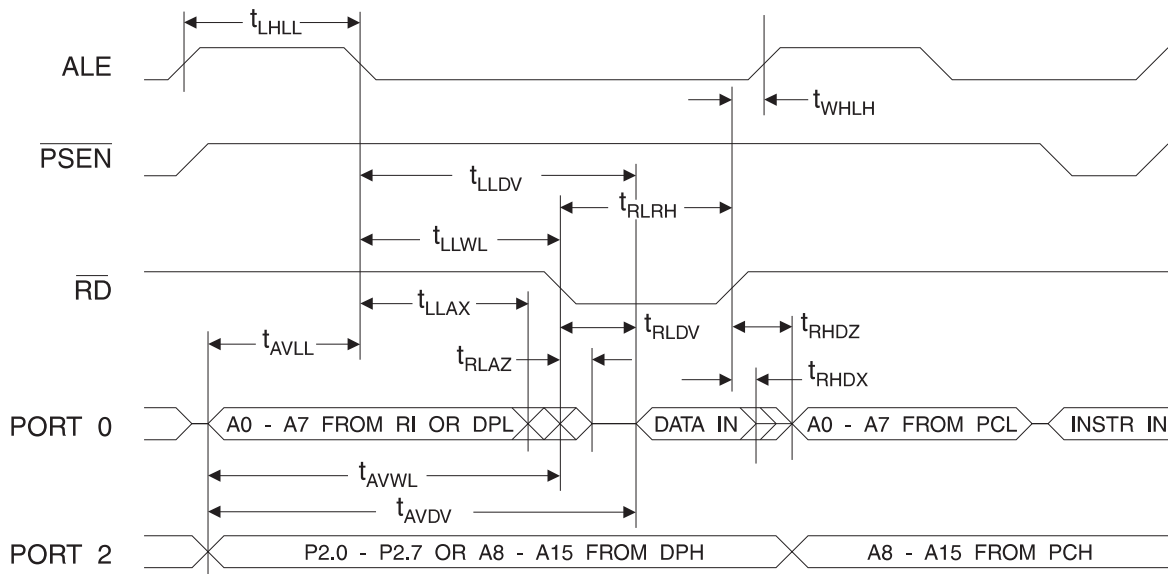 tLHLL
ALE
tWHLH
PSEN
tLLDV
tRLRH
tLLWL
RD
tLLAX
tRLDV
tRHDZ
tAVLL
tRLAZ
tRHDX
PORT 0
A0 - A7 FROM RI OR DPL
DATA IN
A0 - A7 FROM PCL
INSTR IN
tAVWL
tAVDV
PORT 2
P2.0 - P2.7 OR A8 - A15 FROM DPH
A8 - A15 FROM PCH